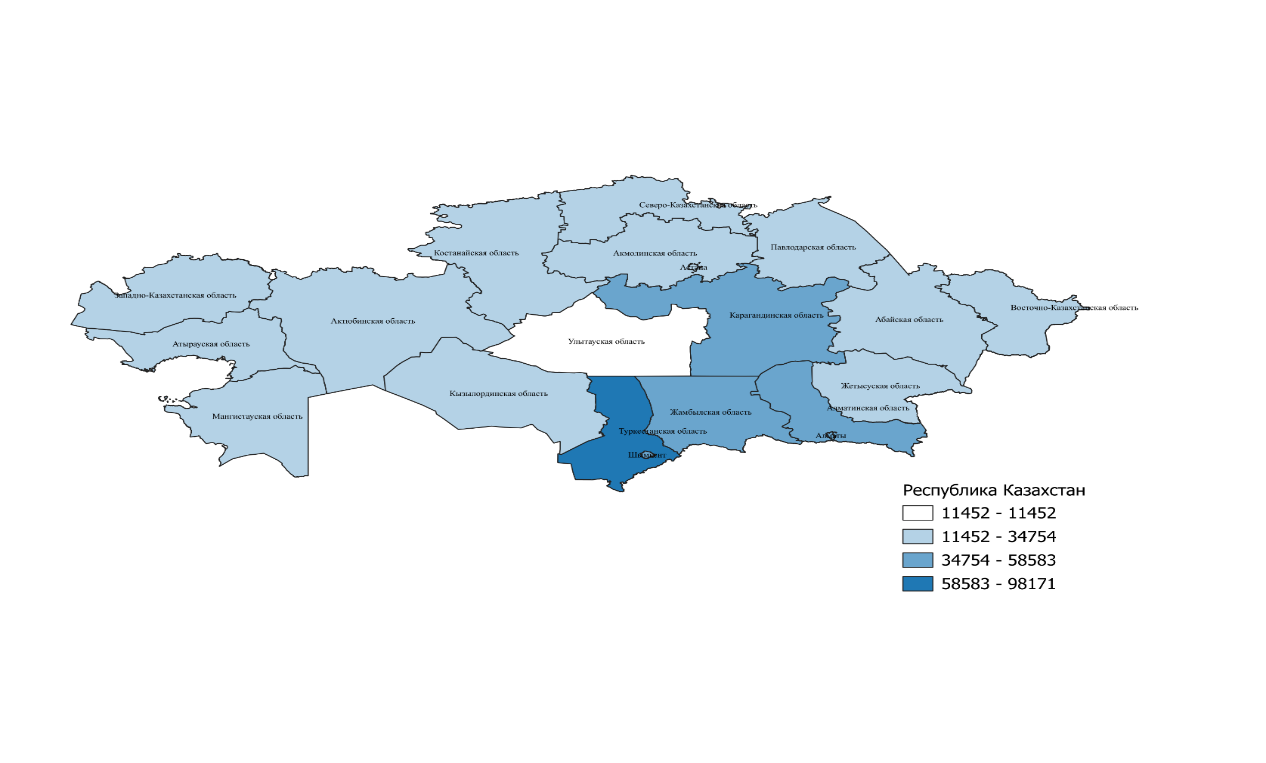 Северо-Казахстанская область
Костанайская область
Акмолинская область
Павлодарская область
Астана
Западно-Казахстанская область
Восточно-Казахстанская область
Актюбинская область
Карагандинская область
Абайская область
Атырауская область
Улытауская область
Жетысуская область
Кызылординская область
Алматинская область
Мангистауская область
Жамбылская область
Туркестанская область
Алматы
Шымкент
Республика Казахстан
11452 - 11452
11452 - 34754
34754 - 58583
58583 - 98171